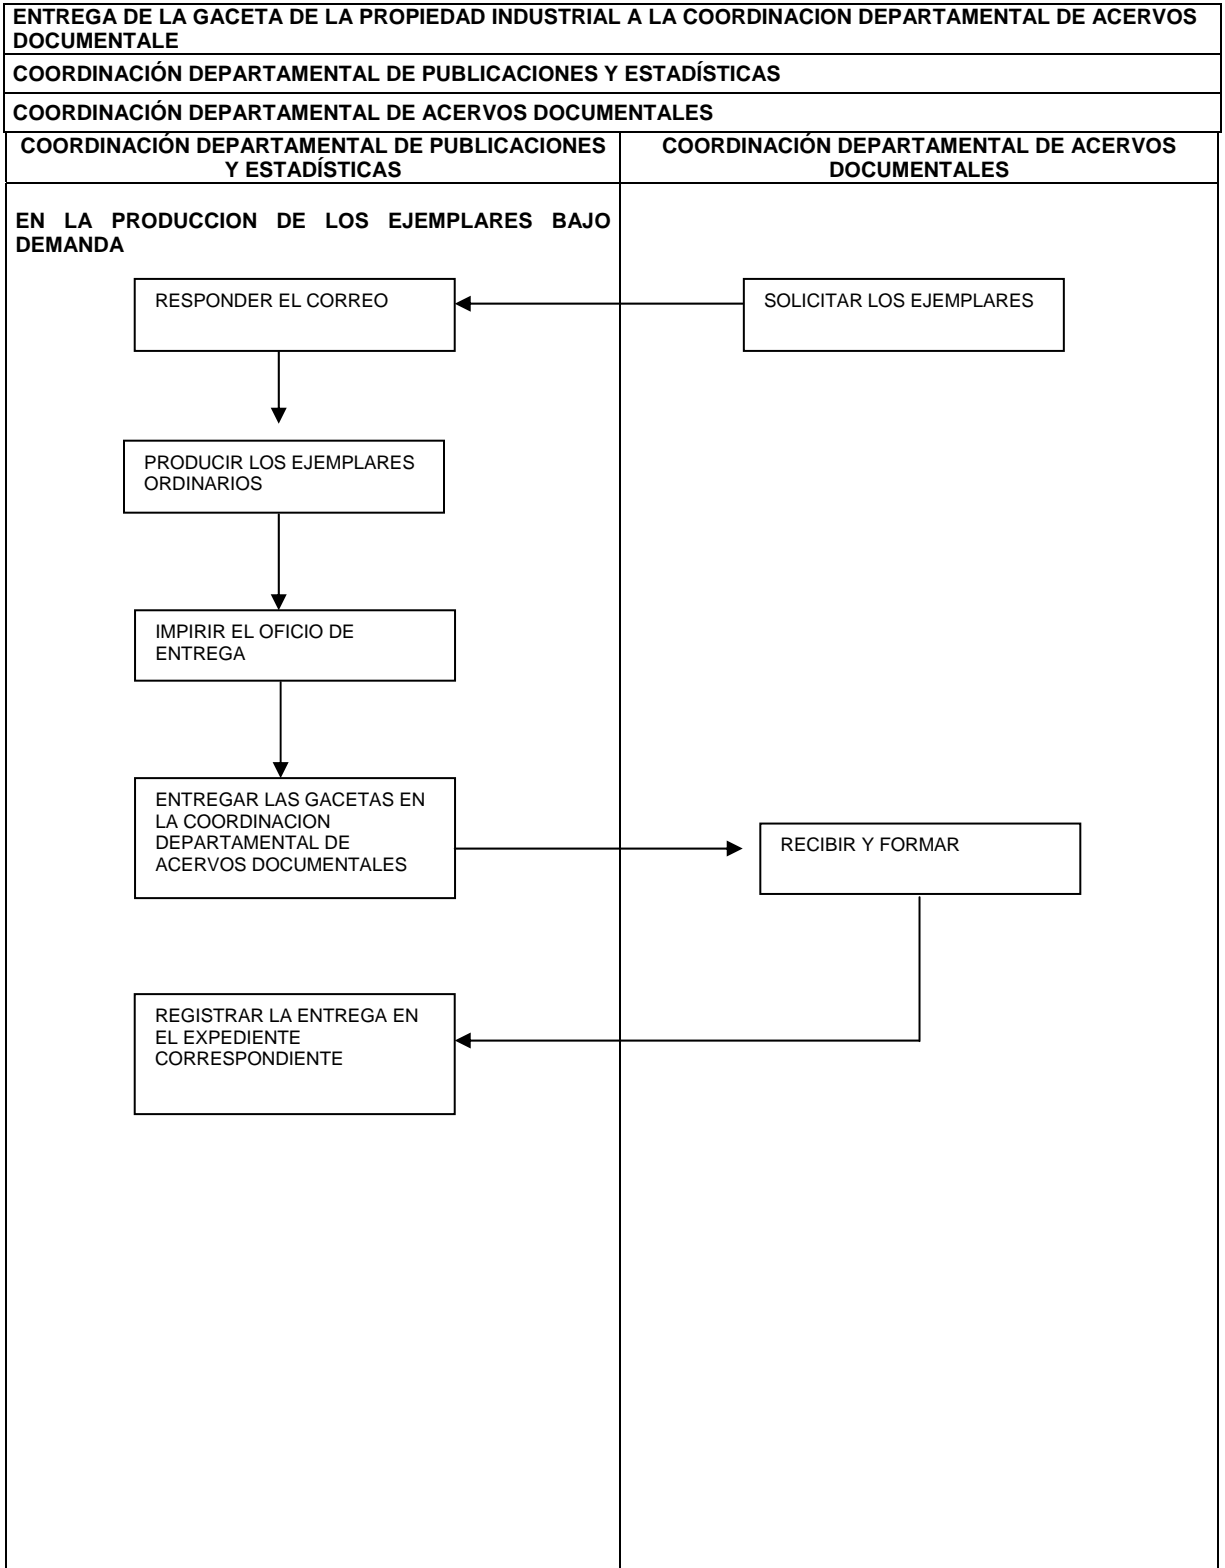 ENTREGA DE LA GACETA DE LA PROPIEDAD INDUSTRIAL A LA COORDINACION DEPARTAMENTAL DE ACERVOS
DOCUMENTALE
COORDINACIÓN DEPARTAMENTAL DE PUBLICACIONES Y ESTADÍSTICAS
COORDINACIÓN DEPARTAMENTAL DE ACERVOS DOCUMENTALES
COORDINACIÓN DEPARTAMENTAL DE PUBLICACIONES
Y ESTADÍSTICAS
COORDINACIÓN DEPARTAMENTAL DE ACERVOS
DOCUMENTALES
EN LA PRODUCCION DE LOS EJEMPLARES BAJO
DEMANDA
RESPONDER EL CORREO
SOLICITAR LOS EJEMPLARES
PRODUCIR LOS EJEMPLARES
ORDINARIOS
IMPIRIR EL OFICIO DE
ENTREGA
ENTREGAR LAS GACETAS EN
LA COORDINACION
DEPARTAMENTAL DE
ACERVOS DOCUMENTALES
RECIBIR Y FORMAR
REGISTRAR LA ENTREGA EN
EL EXPEDIENTE
CORRESPONDIENTE